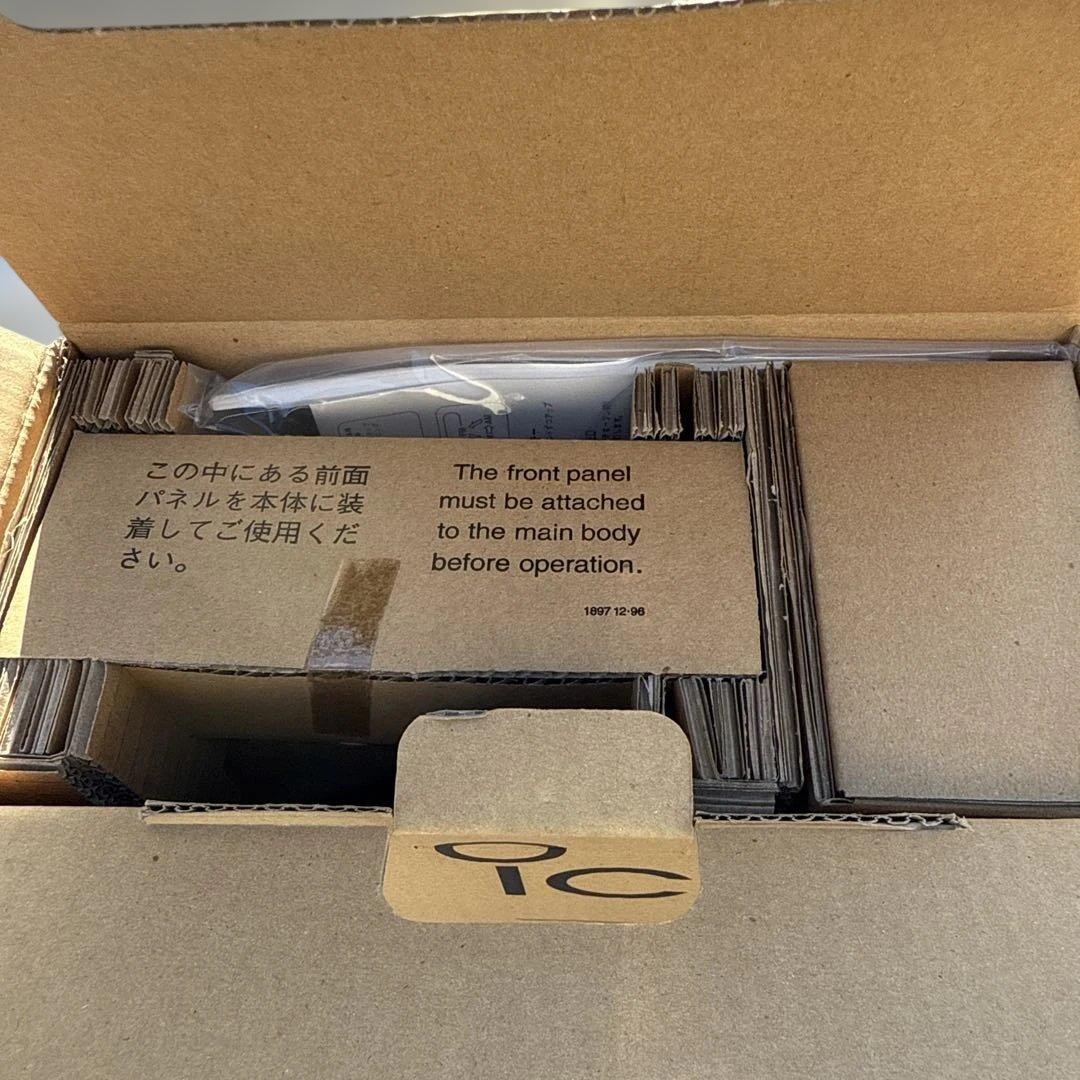 この中にある前面
パネルを本体に装
着してご使用くだ
さい。
The front panel
must be attached
to the main body
before operation.
1897 12·96